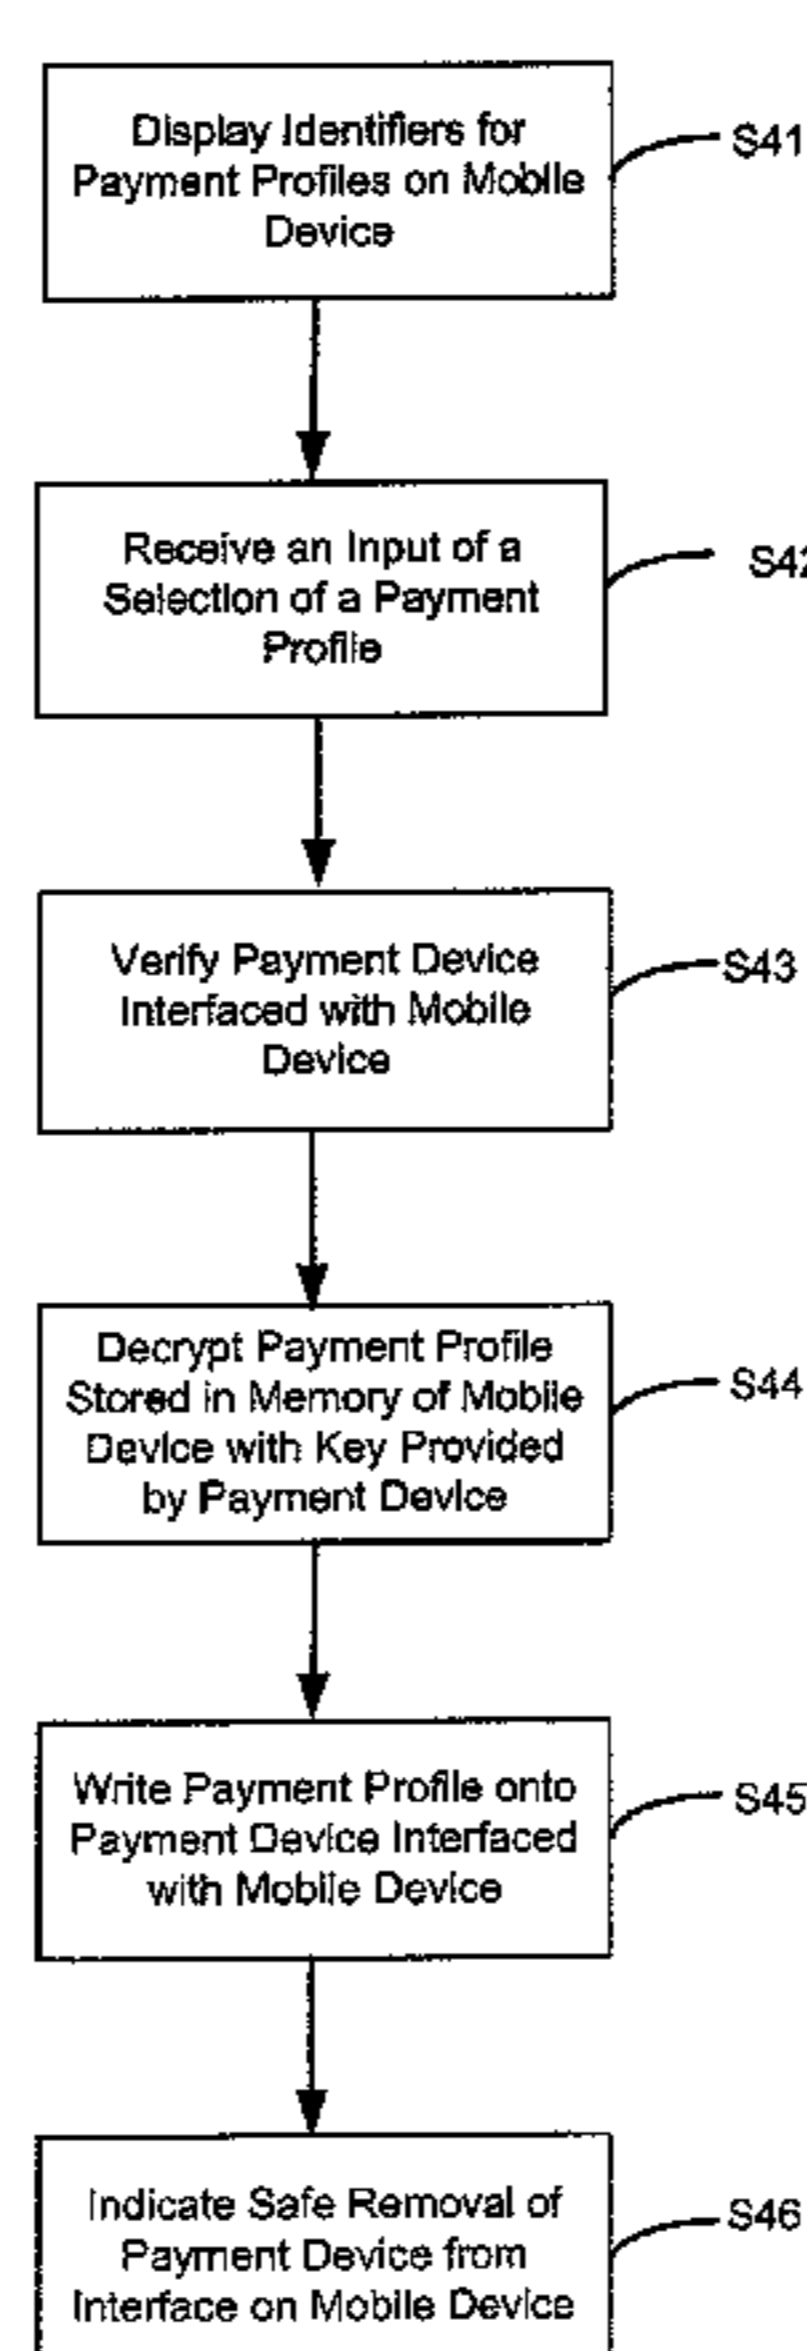 Display Identifiers for
Payment Profiles on Mobile
Device
S41
Receive an Input of a
Selection of a Payment
Profile
S42
Verify Payment Device
Interfaced with Mobile
Device
S43
Decrypt Payment Profile
Stored in Memory of Mobile
Device with Key Provided
by Payment Device
S44
Write Payment Profile onto
Payment Device Interfaced
with Mobile Device
S45
Indicate Safe Removal of
Payment Device from
Interface on Mobile Device
S46